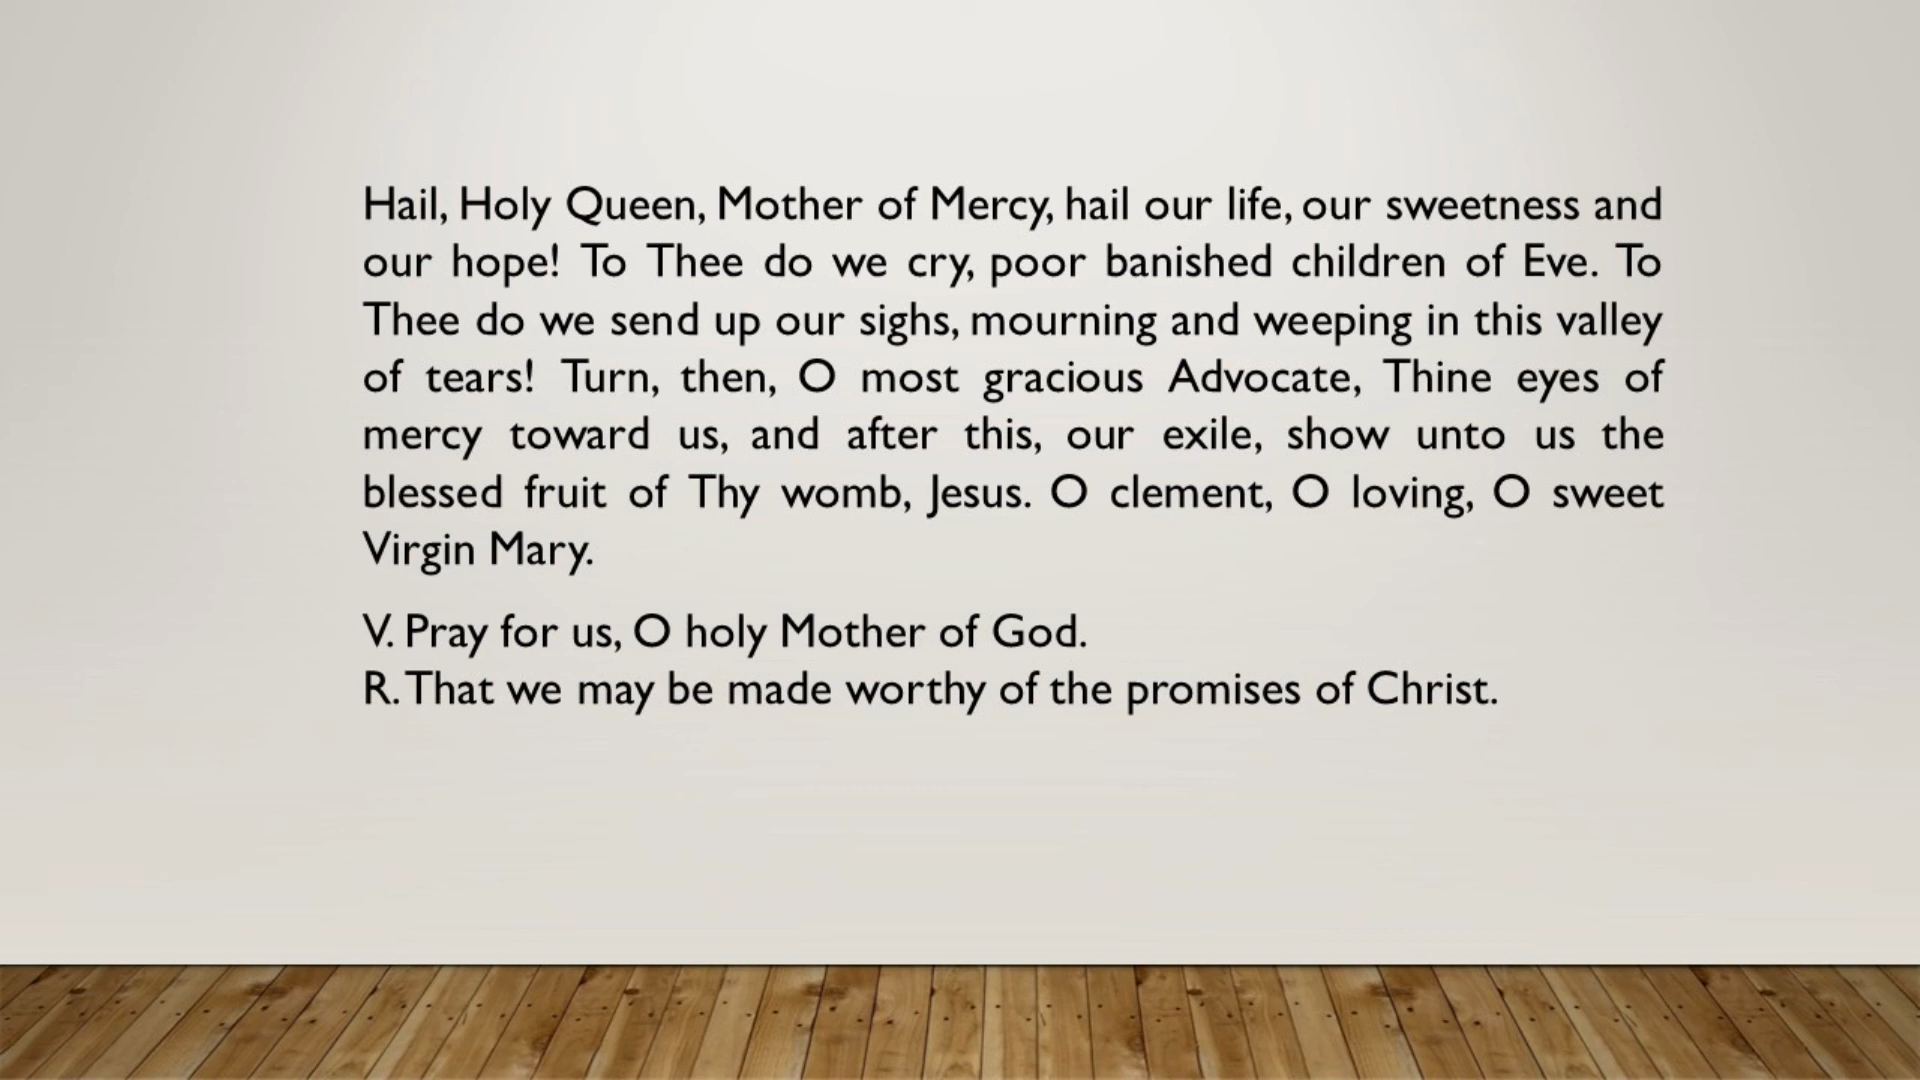 Hail, Holy Queen, Mother of Mercy, hail our life, our sweetness and
our hope! To Thee do we cry, poor banished children of Eve. To
Thee do we send up our sighs, mourning and weeping in this valley
of tears! Turn, then, O most gracious Advocate, Thine eyes of
mercy toward us, and after this, our exile, show unto us the
blessed fruit of Thy womb, Jesus. O clement, O loving, O sweet
Virgin Mary.
V. Pray for us, O holy Mother of God.
R. That we may be made worthy of the promises of Christ.